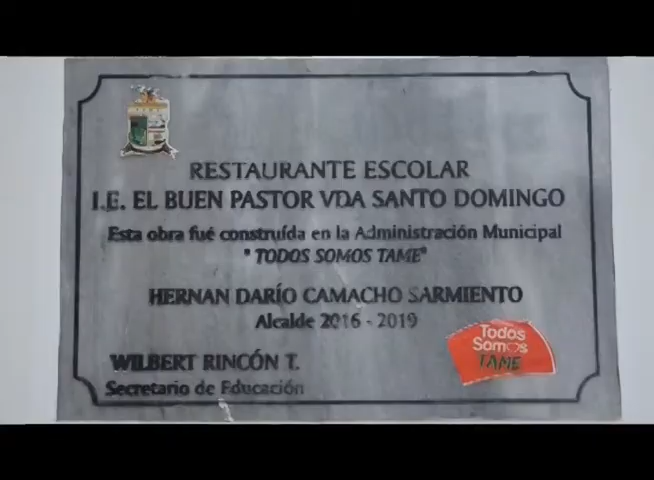 RESTAURANTE ESCOLAR
I.E. EL BUEN PASTOR VDA SANTO DOMINGO
Esta obra fué construída en la Administración Municipal
"TODOS SOMOS TAME"
HERNAN DARÍO CAMACHO SARMIENTO
Alcalde 2016 - 2019
Todos
Somos
TAME
WILBERT RINCÓN T.
Secretario de Educación